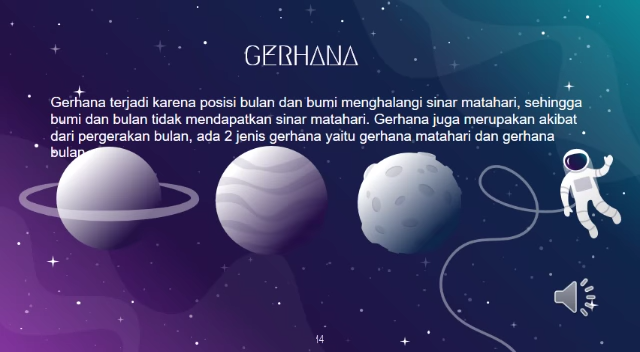 GERHANA
Gerhana terjadi karena posisi bulan dan bumi menghalangi sinar matahari, sehingga
bumi dan bulan tidak mendapatkan sinar matahari. Gerhana juga merupakan akibat
dari pergerakan bulan, ada 2 jenis gerhana yaitu gerhana matahari dan gerhana
bulan
14